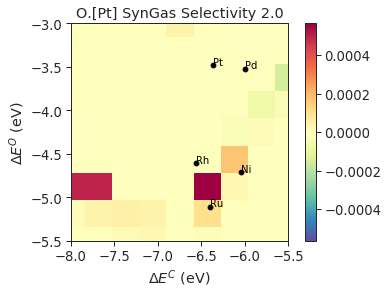 O.[Pt] SynGas Selectivity 2.0
−3.0
−3.5
−4.0
−4.5
−5.0
−5.5
ΔE^O (eV)
Pt
Pd
Rh
Ni
Ru
−8.0 −7.5 −7.0 −6.5 −6.0 −5.5
ΔE^C (eV)
0.0004
0.0002
0.0000
−0.0002
−0.0004